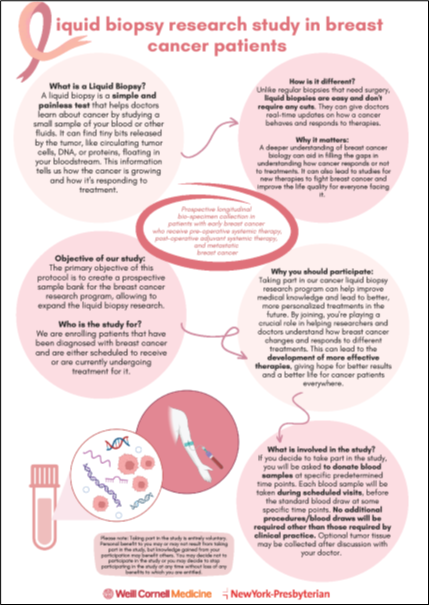 iquid biopsy research study in breast
cancer patients
What is a Liquid Biopsy?
A liquid biopsy is a simple and
painless test that helps doctors
learn about cancer by studying a
small sample of your blood or other
fluids. It can find tiny bits released
by the tumor, like circulating tumor
cells, DNA, or proteins, floating in
your bloodstream. This information
tells us how the cancer is growing
and how it's responding to
treatment.
How is it different?
Unlike regular biopsies that need surgery,
liquid biopsies are easy and don't
require any cuts. They can give doctors
real-time updates on how a cancer
behaves and responds to therapies.
Why it matters:
A deeper understanding of breast cancer
biology can aid in filling the gaps in
understanding how cancer responds or not
to treatments. It can also lead to studies for
new therapies to fight breast cancer and
improve the life quality for everyone facing
it.
Prospective longitudinal
bio-specimen collection in
patients with early breast cancer
who receive pre-operative systemic therapy,
post-operative adjuvant systemic therapy,
and metastatic
breast cancer
Objective of our study:
The primary objective of this
protocol is to create a prospective
sample bank for the breast cancer
research program, allowing to
expand the liquid biopsy research.
Who is the study for?
We are enrolling patients that have
been diagnosed with breast cancer
and are either scheduled to receive
or are currently undergoing
treatment for it.
Why you should participate:
Taking part in our cancer liquid biopsy
research program can help improve
medical knowledge and lead to better,
more personalized treatments in the
future. By joining, you're playing a
crucial role in helping researchers and
doctors understand how breast cancer
changes and responds to different
treatments. This can lead to the
development of more effective
therapies, giving hope for better results
and a better life for cancer patients
everywhere.
What is involved in the study?
If you decide to take part in the study,
you will be asked to donate blood
samples at specific predetermined
time points. Each blood sample will be
taken during scheduled visits, before
the standard blood draw at some
specific time points. No additional
procedures/blood draws will be
required other than those required by
clinical practice. Optional tumor tissue
may be collected after discussion with
your doctor.
Please note: Taking part in the study is entirely voluntary.
Personal benefit to you may or may not result from taking
part in the study, but knowledge gained from your
participation may benefit others. You may decide not to
participate in the study or you may decide to stop
participating in the study at any time without loss of any
benefits to which you are entitled.
Weill Cornell Medicine
NewYork-Presbyterian